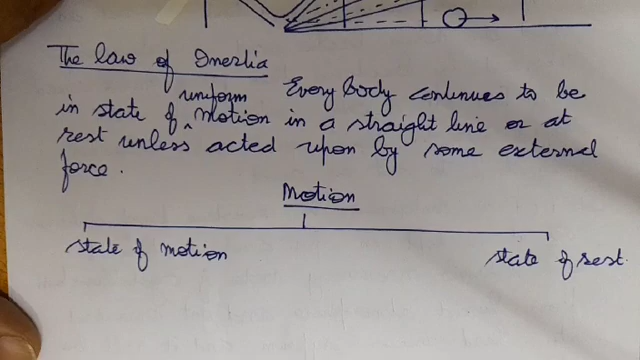 The law of Inertia
uniform Every body continues to be
in state of ^ motion in a straight line or at
rest unless acted upon by some external
force.
Motion
state of motion state of rest.